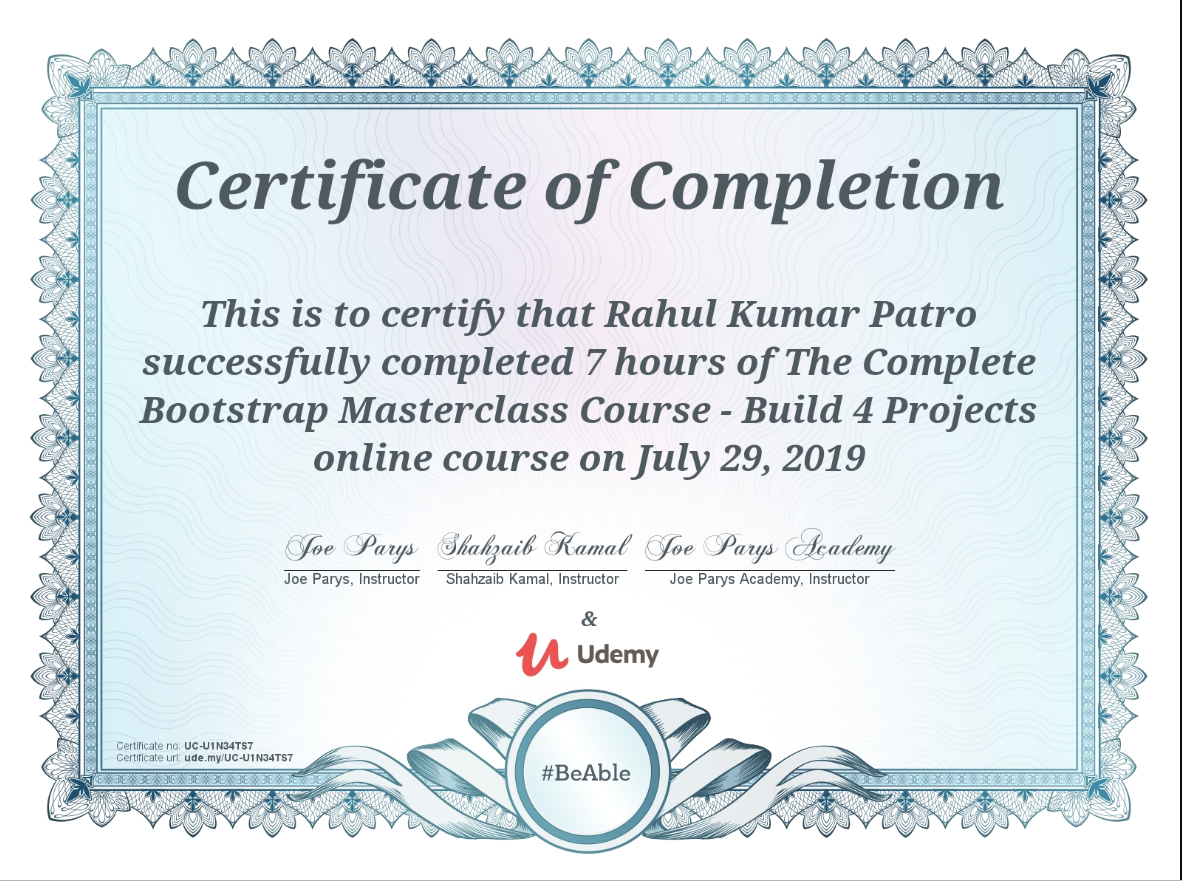 Certificate of Completion
This is to certify that Rahul Kumar Patro
successfully completed 7 hours of The Complete
Bootstrap Masterclass Course - Build 4 Projects
online course on July 29, 2019
Joe Parys Shahzaib Kamal Joe Parys Academy
Joe Parys, Instructor Shahzaib Kamal, Instructor Joe Parys Academy, Instructor
&
Udemy
Certificate no: UC-U1N34TS7
Certificate url: ude.my/UC-U1N34TS7
#BeAble